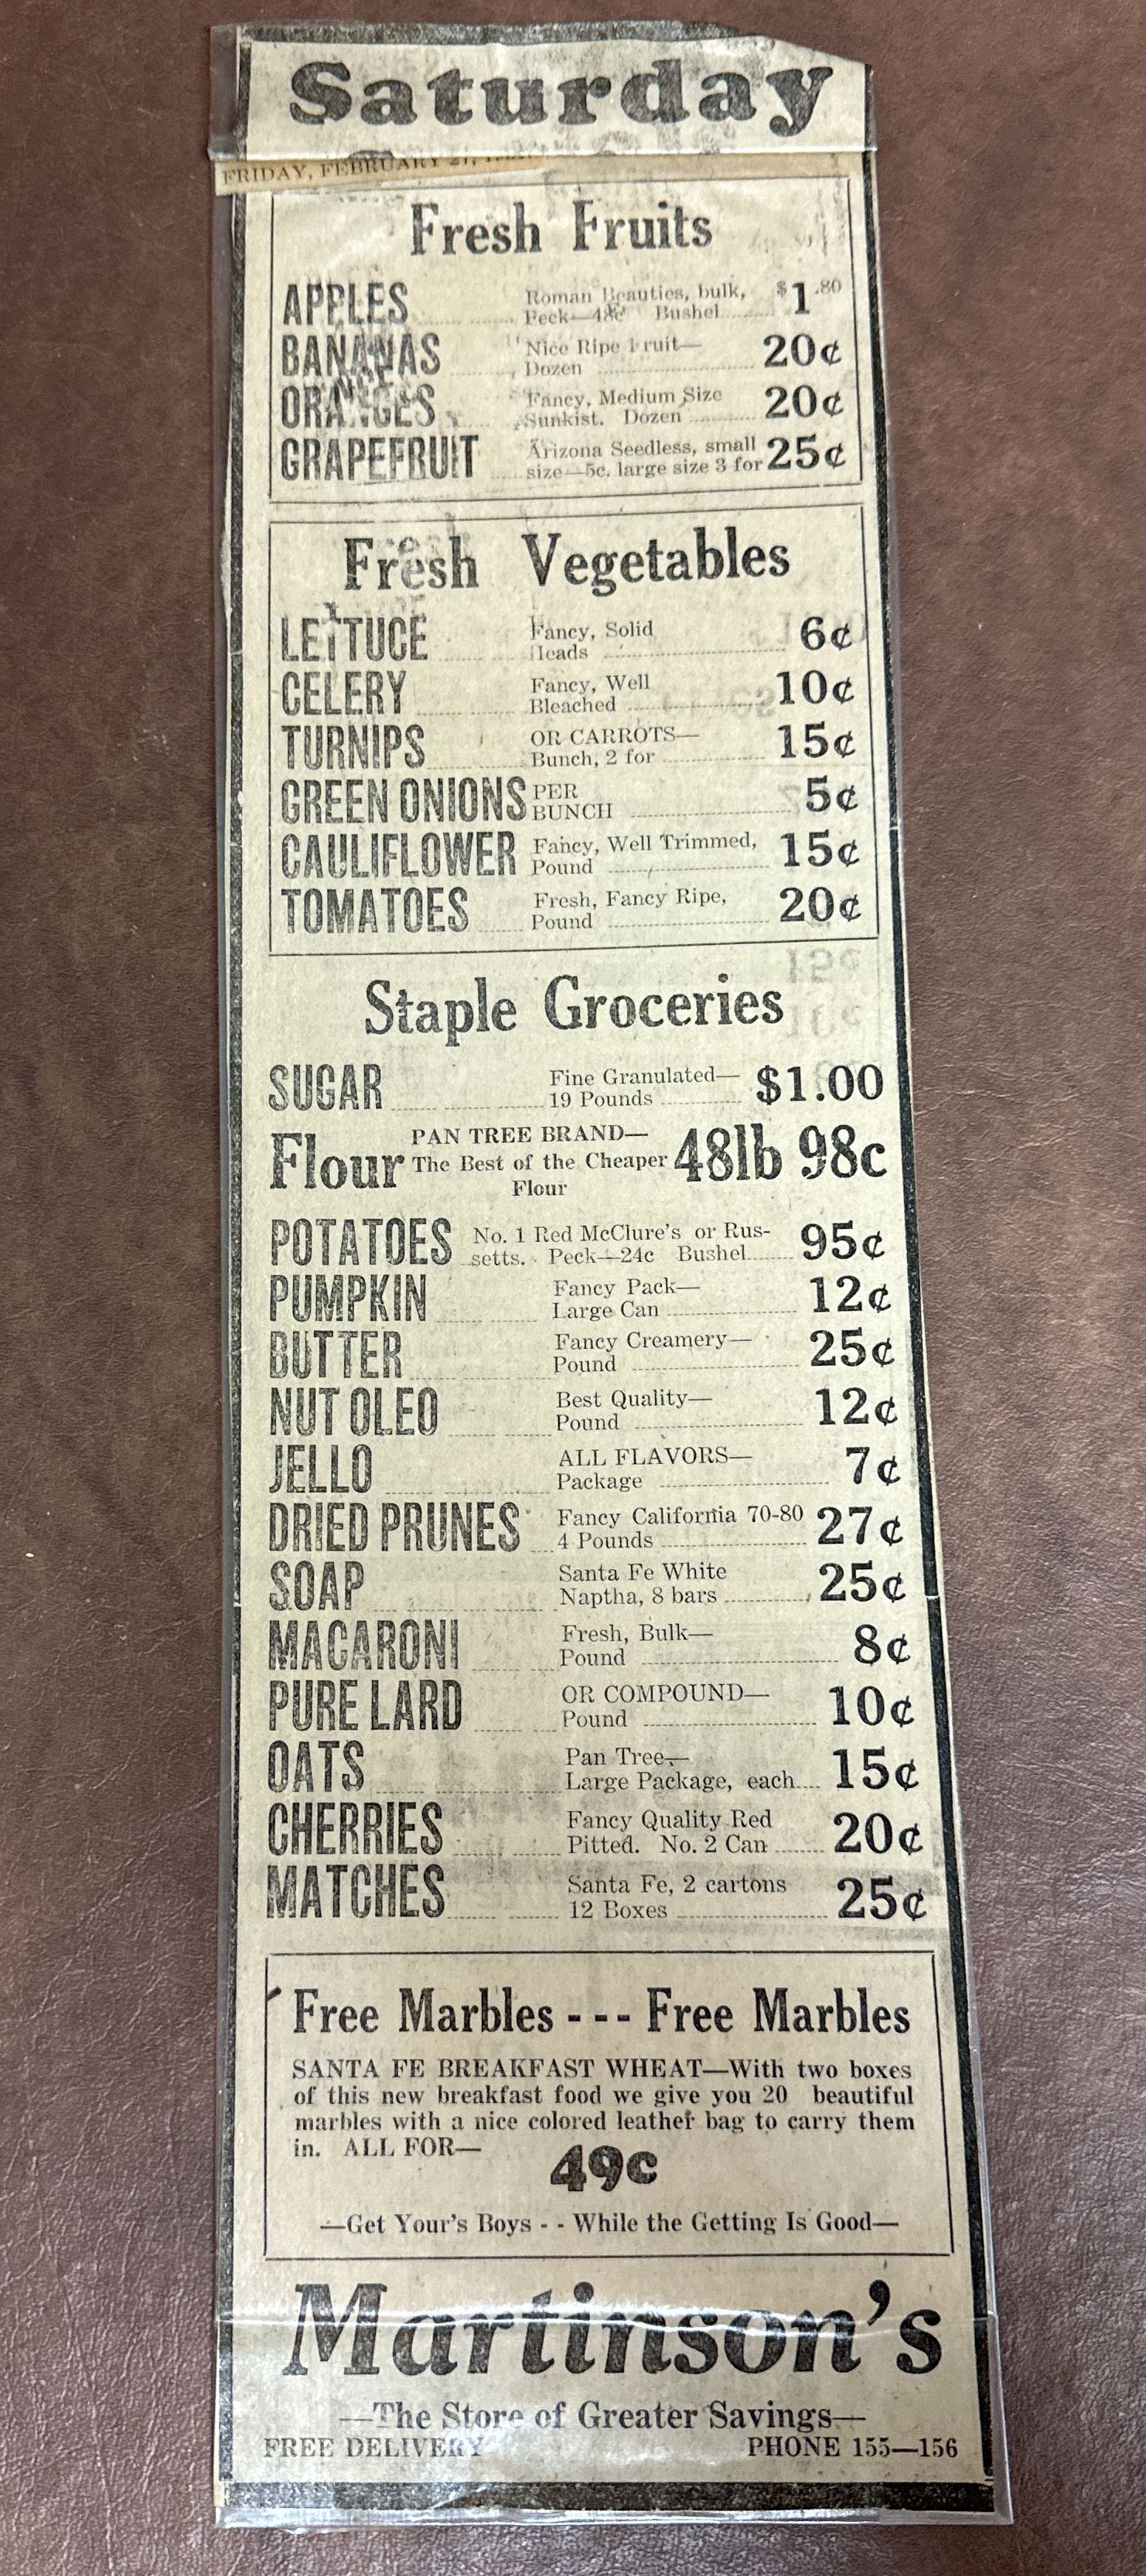 Saturday
FRIDAY, FEBRUARY
Fresh Fruits
APPLES Roman Beauties, bulk, $1.80
Peck—48c Bushel
BANANAS Nice Ripe Fruit— 20¢
Dozen
ORANGES Fancy, Medium Size 20¢
Sunkist. Dozen
GRAPEFRUIT Arizona Seedless, small 25¢
size—5c. large size 3 for
Fresh Vegetables
LETTUCE Fancy, Solid 6¢
Heads
CELERY Fancy, Well 10¢
Bleached
TURNIPS OR CARROTS— 15¢
Bunch, 2 for
GREEN ONIONS PER 5¢
BUNCH
CAULIFLOWER Fancy, Well Trimmed, 15¢
Pound
TOMATOES Fresh, Fancy Ripe, 20¢
Pound
Staple Groceries
SUGAR Fine Granulated— $1.00
19 Pounds
Flour PAN TREE BRAND— 48lb 98c
The Best of the Cheaper
Flour
POTATOES No. 1 Red McClure's or Rus- 95¢
setts. Peck—24c Bushel
PUMPKIN Fancy Pack— 12¢
Large Can
BUTTER Fancy Creamery— 25¢
Pound
NUT OLEO Best Quality— 12¢
Pound
JELLO ALL FLAVORS— 7¢
Package
DRIED PRUNES Fancy California 70-80 27¢
4 Pounds
SOAP Santa Fe White 25¢
Naptha, 8 bars
MACARONI Fresh, Bulk— 8¢
Pound
PURE LARD OR COMPOUND— 10¢
Pound
OATS Pan Tree— 15¢
Large Package, each
CHERRIES Fancy Quality Red 20¢
Pitted. No. 2 Can
MATCHES Santa Fe, 2 cartons 25¢
12 Boxes
Free Marbles - - - Free Marbles
SANTA FE BREAKFAST WHEAT—With two boxes
of this new breakfast food we give you 20 beautiful
marbles with a nice colored leather bag to carry them
in. ALL FOR—
49c
—Get Your's Boys - - While the Getting Is Good—
Martinson's
—The Store of Greater Savings—
FREE DELIVERY PHONE 155—156